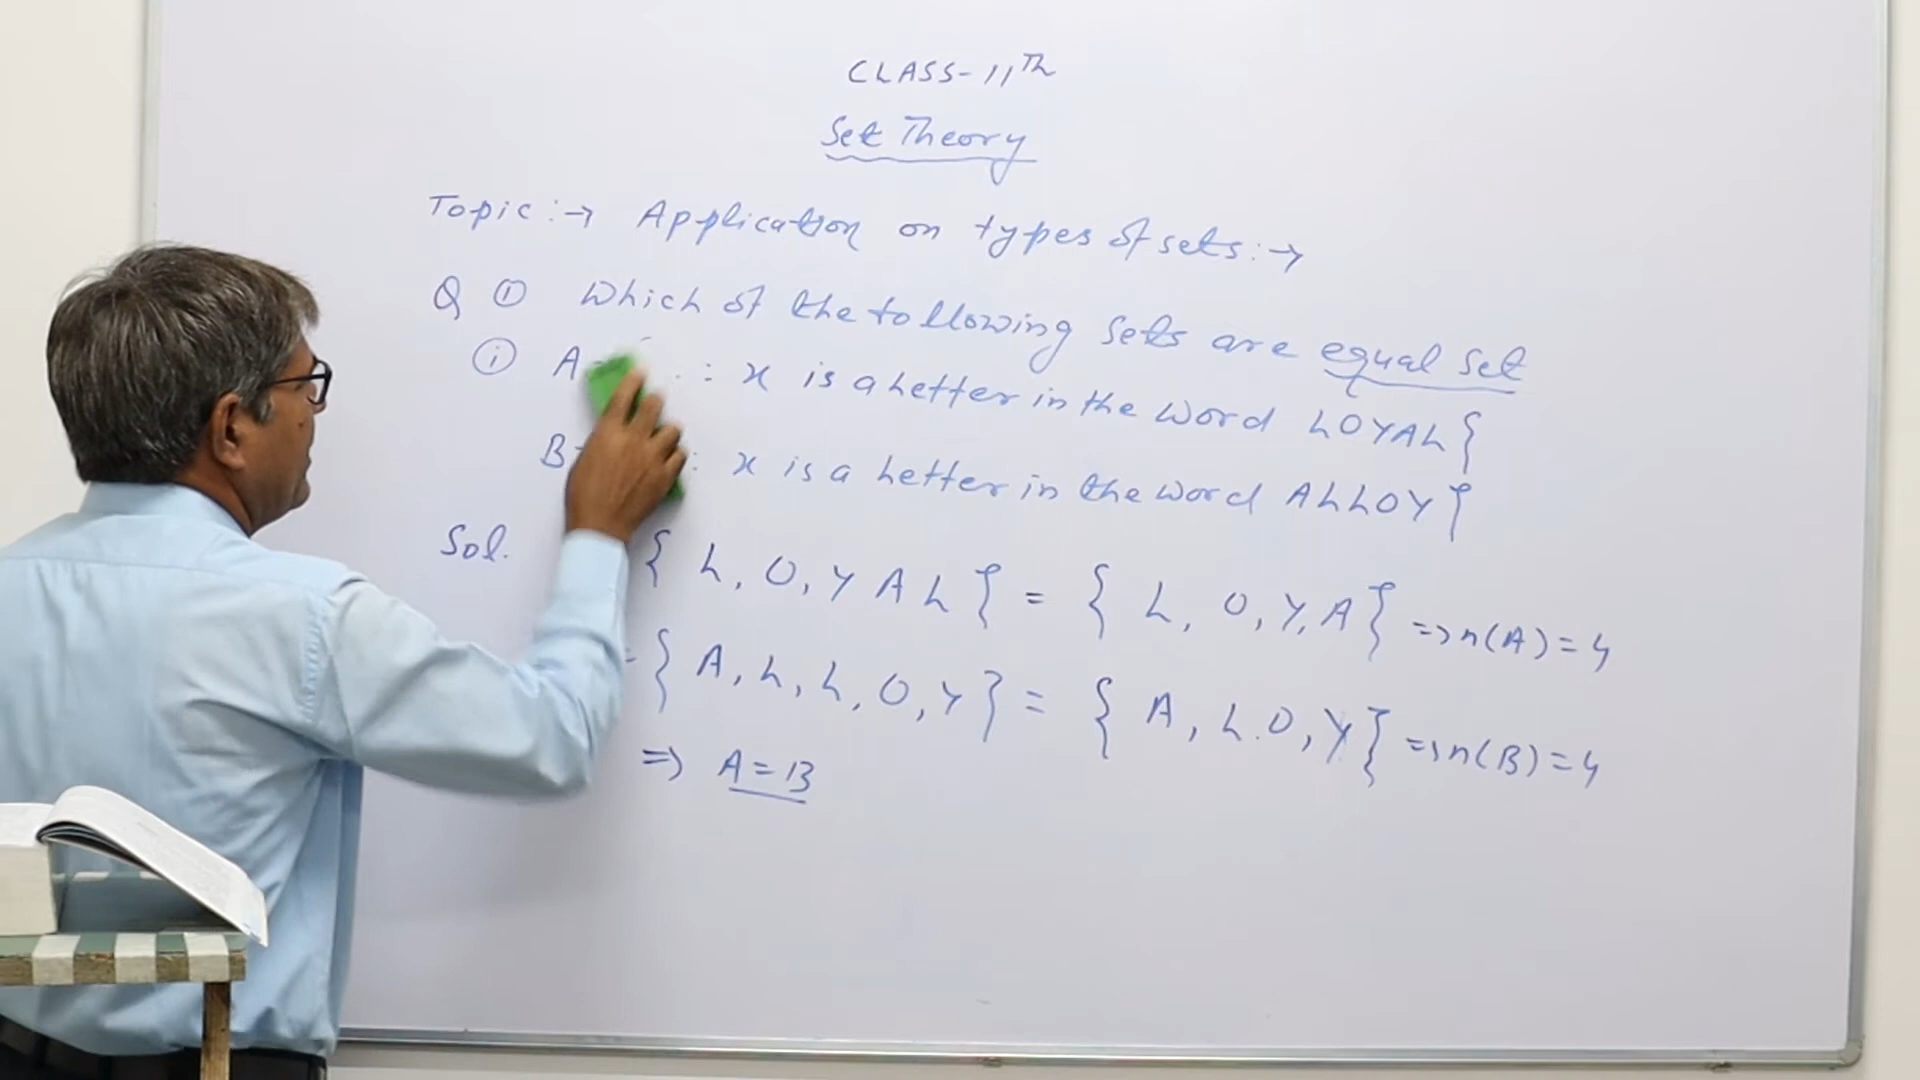 CLASS-11Th
Set Theory
Topic:→ Application on types of sets:→
Q ① Which of the following Sets are equal Set
ⓘ A : x is a Letter in the Word LOYAL}
B : x is a Letter in the word ALLOY}
Sol. { L, O, Y A L } = { L, O, Y, A } => n(A) = 4
= { A, L, L, O, Y } = { A, L. O, Y } => n(B) = 4
=> A = B